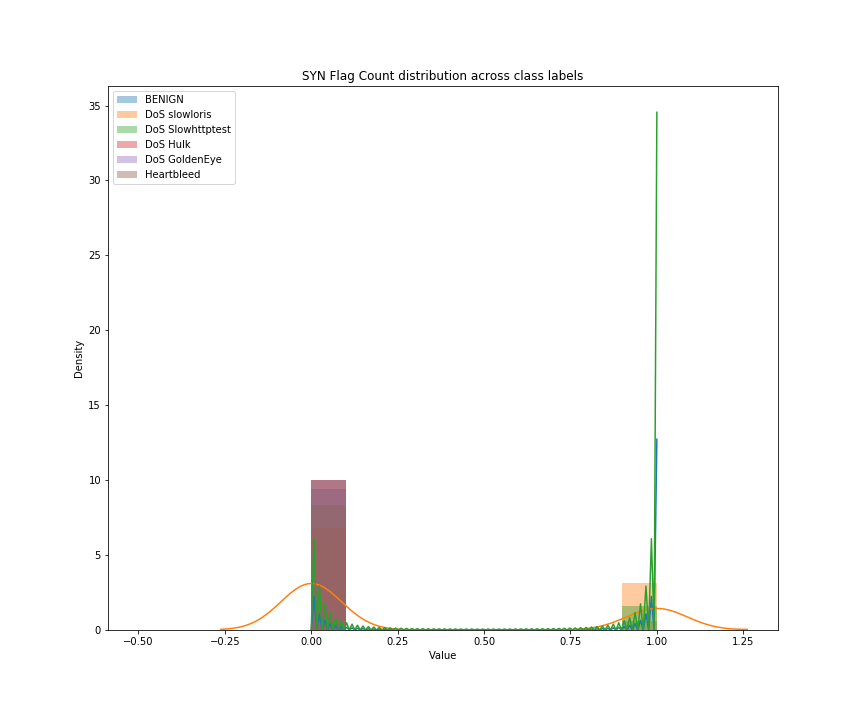 SYN Flag Count distribution across class labels
BENIGN
DoS slowloris
DoS Slowhttptest
DoS Hulk
DoS GoldenEye
Heartbleed
35
30
25
20
15
10
5
0
Density
−0.50
−0.25
0.00
0.25
0.50
0.75
1.00
1.25
Value